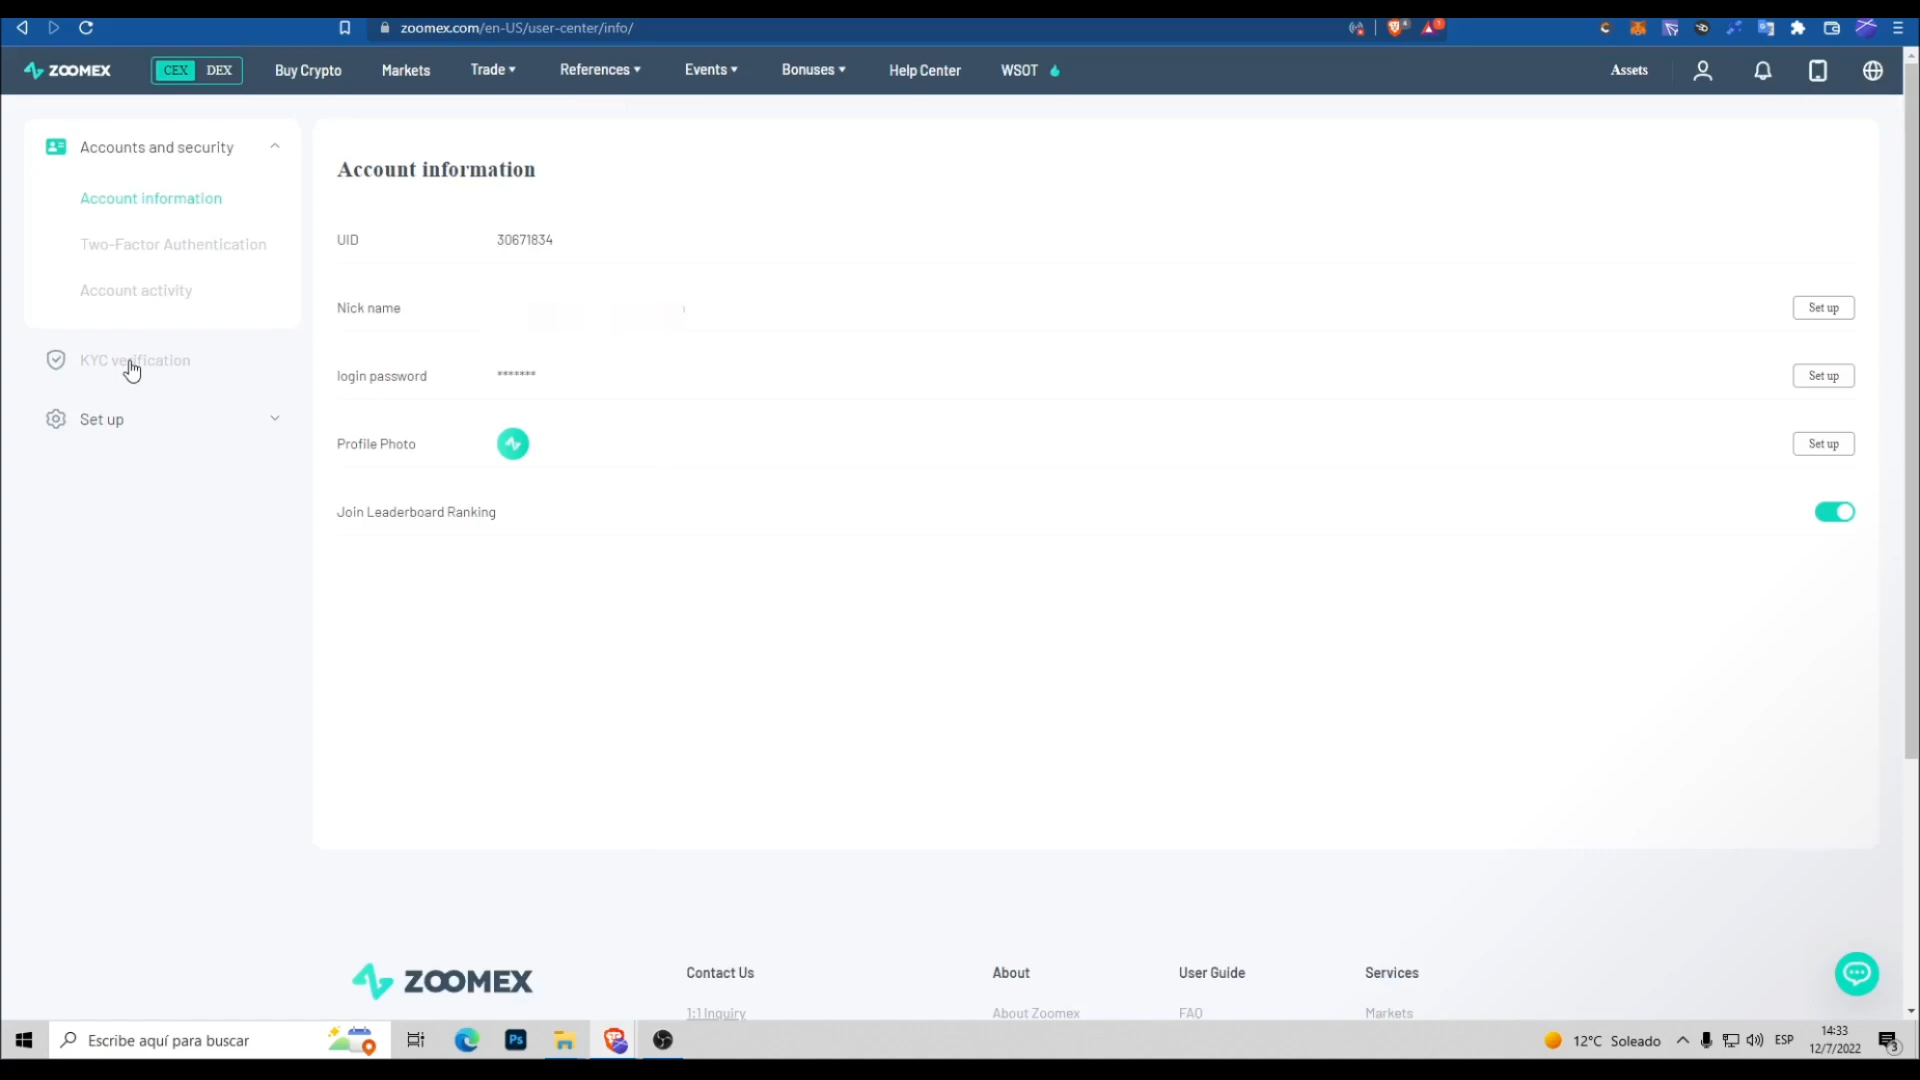 zoomex.com/en-US/user-center/info/
ZOOMEX CEX DEX Buy Crypto Markets Trade References Events Bonuses Help Center WSOT Assets
Accounts and security
Account information
Two-Factor Authentication
Account activity
KYC verification
Set up
Account information
UID 30671834
Nick name Set up
login password ******* Set up
Profile Photo Set up
Join Leaderboard Ranking
ZOOMEX
Contact Us
1:1 Inquiry
About
About Zoomex
User Guide
FAQ
Services
Markets
Escribe aquí para buscar
Ps
12°C Soleado
ESP
14:33
12/7/2022
3